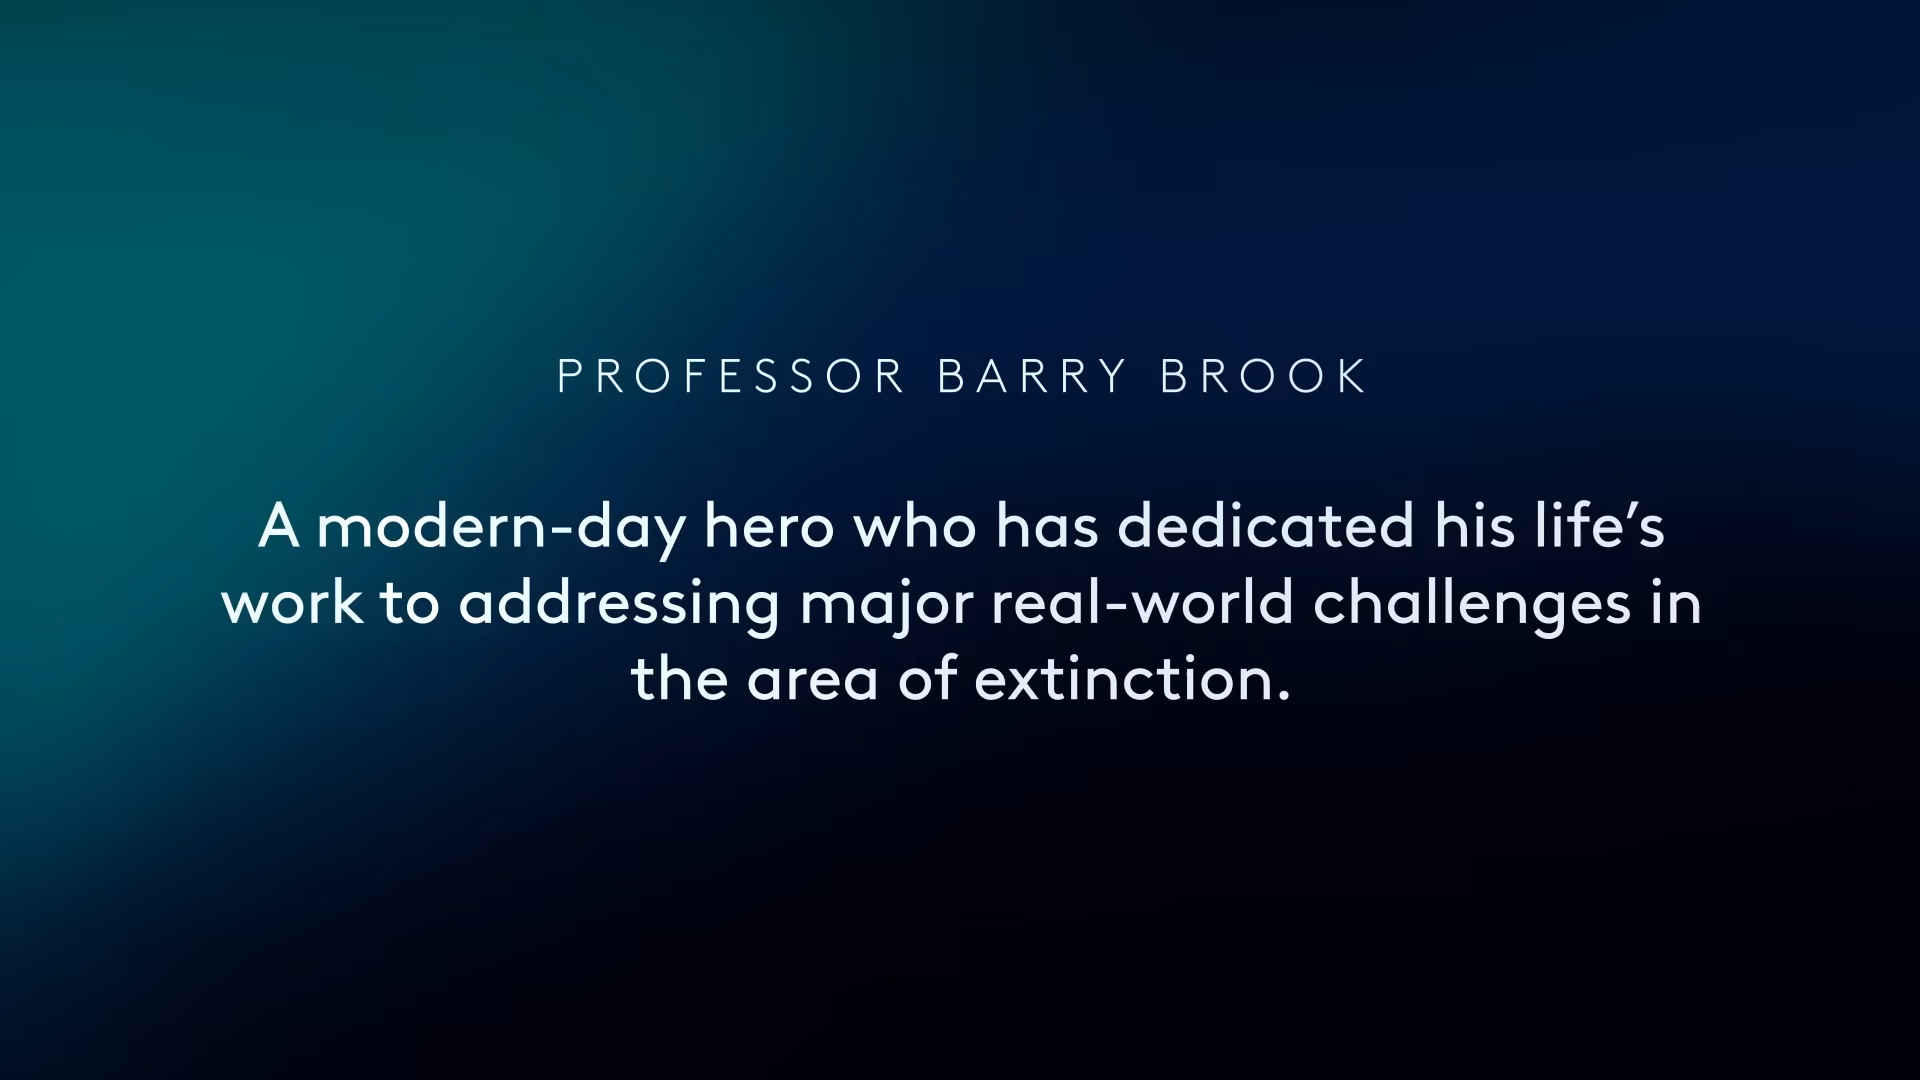 PROFESSOR BARRY BROOK
A modern-day hero who has dedicated his life’s
work to addressing major real-world challenges in
the area of extinction.